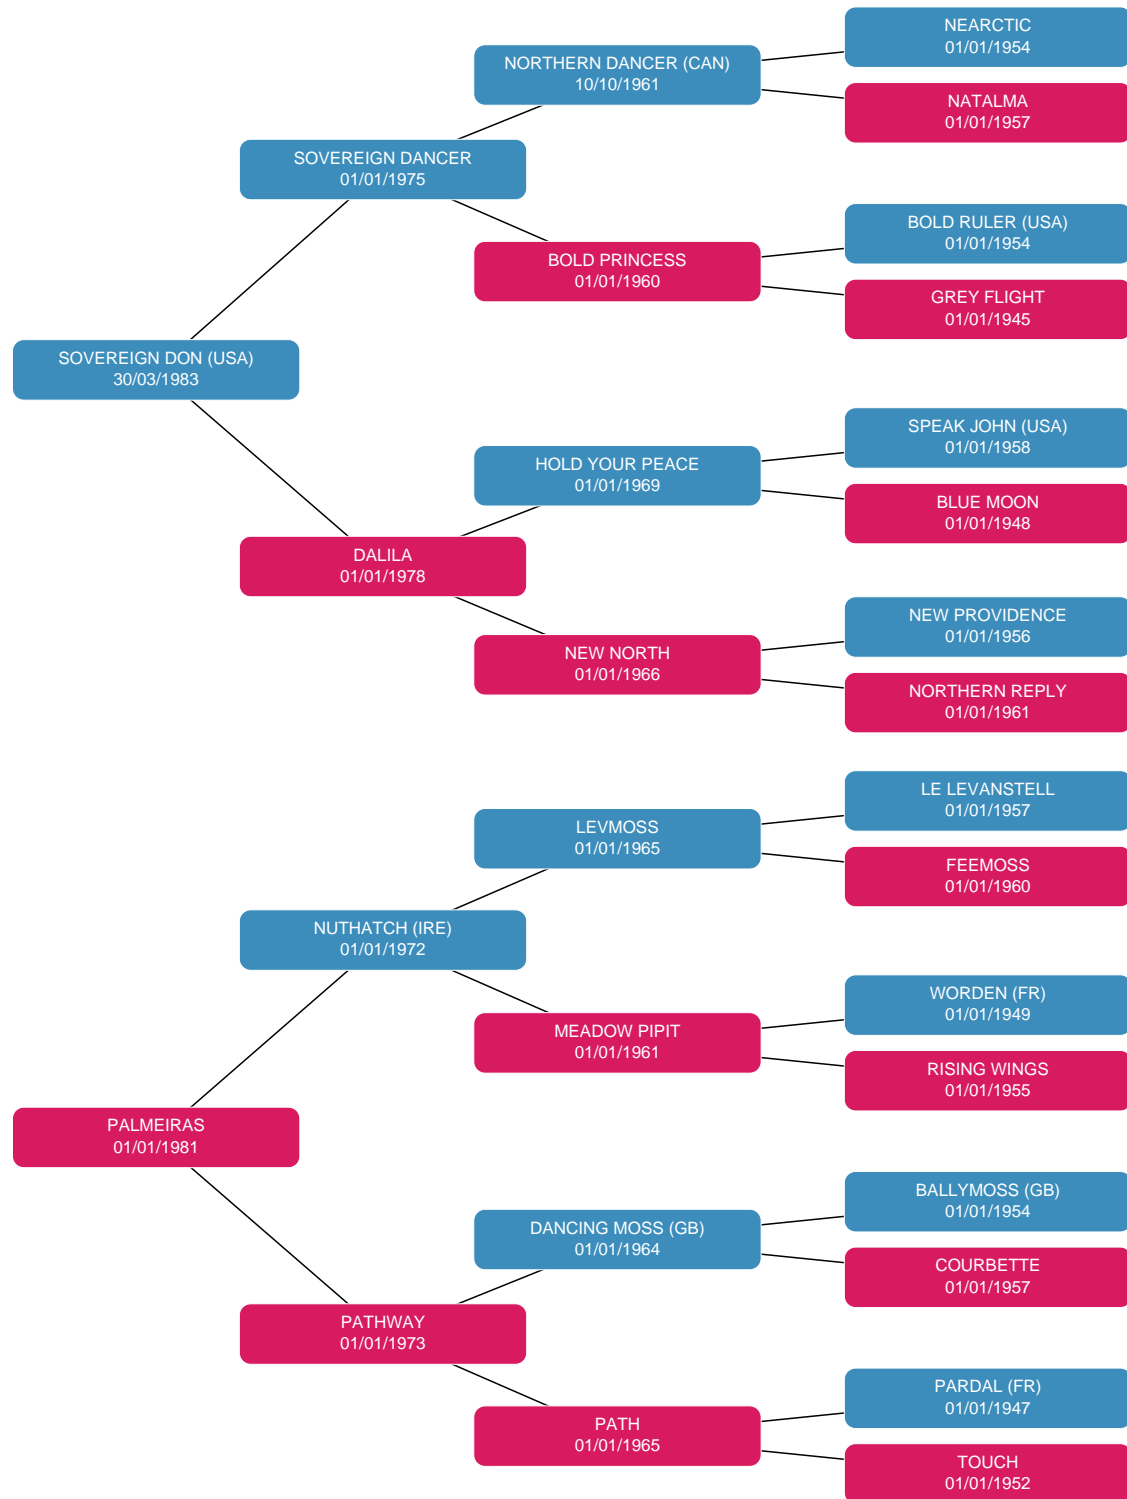 NEARCTIC
01/01/1954
NORTHERN DANCER (CAN)
10/10/1961
NATALMA
01/01/1957
SOVEREIGN DANCER
01/01/1975
BOLD RULER (USA)
01/01/1954
BOLD PRINCESS
01/01/1960
GREY FLIGHT
01/01/1945
SOVEREIGN DON (USA)
30/03/1983
SPEAK JOHN (USA)
01/01/1958
HOLD YOUR PEACE
01/01/1969
BLUE MOON
01/01/1948
DALILA
01/01/1978
NEW PROVIDENCE
01/01/1956
NEW NORTH
01/01/1966
NORTHERN REPLY
01/01/1961
LE LEVANSTELL
01/01/1957
LEVMOSS
01/01/1965
FEEMOSS
01/01/1960
NUTHATCH (IRE)
01/01/1972
WORDEN (FR)
01/01/1949
MEADOW PIPIT
01/01/1961
RISING WINGS
01/01/1955
PALMEIRAS
01/01/1981
BALLYMOSS (GB)
01/01/1954
DANCING MOSS (GB)
01/01/1964
COURBETTE
01/01/1957
PATHWAY
01/01/1973
PARDAL (FR)
01/01/1947
PATH
01/01/1965
TOUCH
01/01/1952